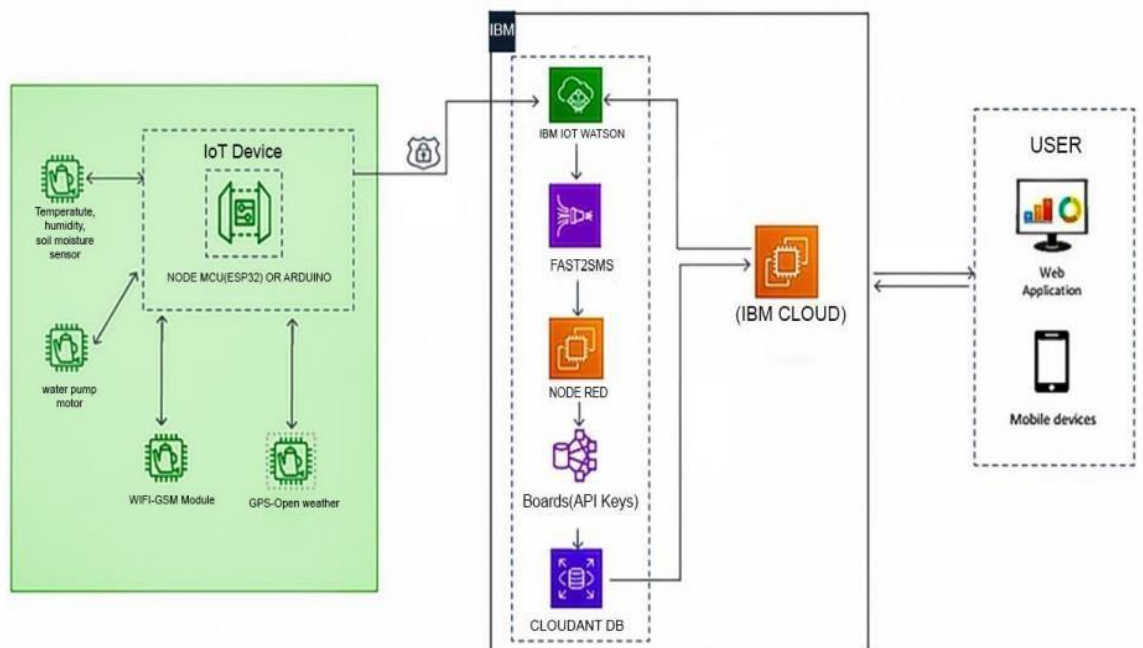 IoT Device
Temperatute,
humidity,
soil moisture
sensor
NODE MCU(ESP32) OR ARDUINO
water pump
motor
WIFI-GSM Module
GPS-Open weather
IBM
IBM IOT WATSON
FAST2SMS
NODE RED
Boards(API Keys)
CLOUDANT DB
(IBM CLOUD)
USER
Web
Application
Mobile devices